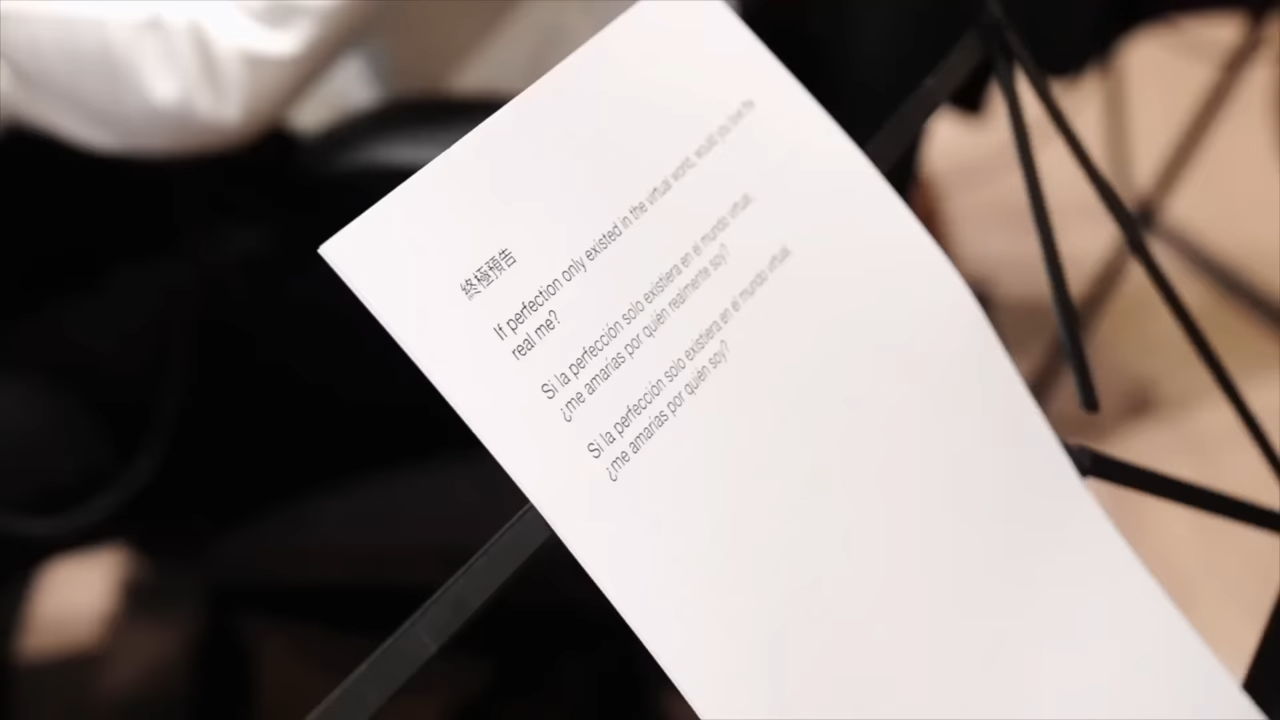 終極預告
If perfection only existed in the virtual world, would you love the
real me?
Si la perfección solo existiera en el mundo virtual,
¿me amarías por quién realmente soy?
Si la perfección solo existiera en el mundo virtual
¿me amarías por quién soy?